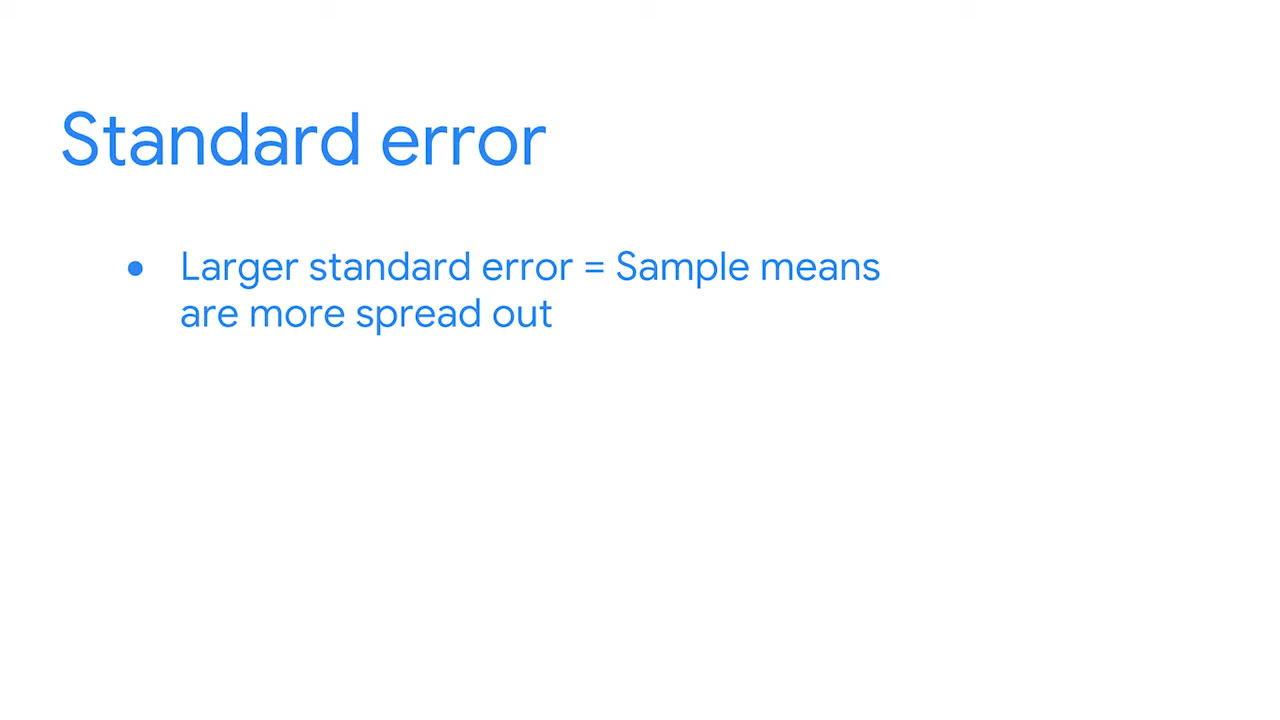 Standard error
● Larger standard error = Sample means
are more spread out